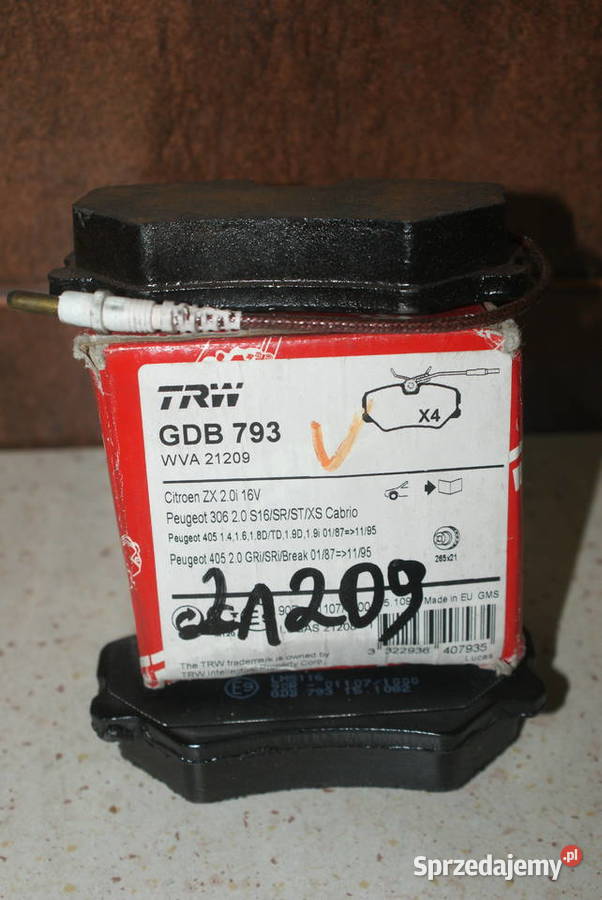 TRW
GDB 793
WVA 21209
X4
Citroen ZX 2.0i 16V
Peugeot 306 2.0 S16/SR/ST/XS Cabrio
Peugeot 405 1.4,1.6,1.8D/TD,1.9D,1.9i 01/87=>11/95
Peugeot 405 2.0 GRi/SRi/Break 01/87=>11/95
265x21
21209
Made in EU GMS
3 322936 407935
Lucas
The TRW trademark is owned by
TRW Intellectual Property Corp.
E9
Sprzedajemy.pl